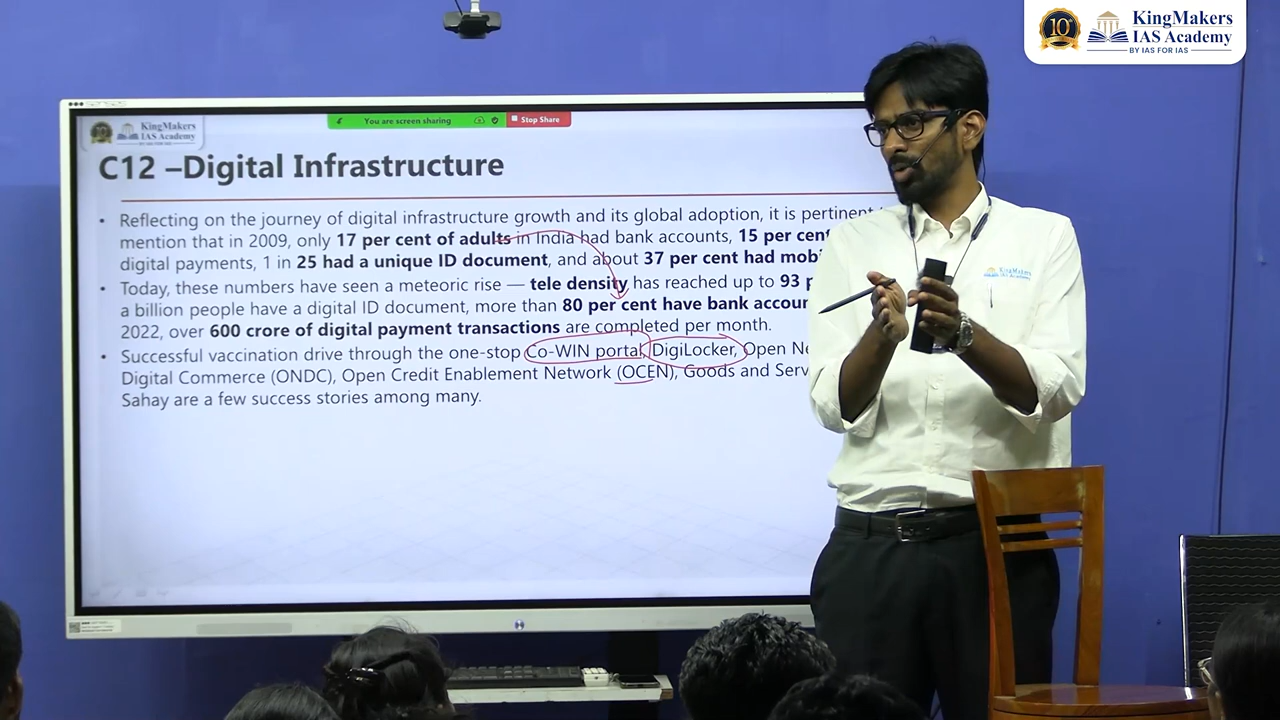 10
KingMakers
IAS Academy
BY IAS FOR IAS
KingMakers
IAS Academy
BY IAS FOR IAS
You are screen sharing
Stop Share
C12 –Digital Infrastructure
• Reflecting on the journey of digital infrastructure growth and its global adoption, it is pertinent
mention that in 2009, only 17 per cent of adults in India had bank accounts, 15 per cent
digital payments, 1 in 25 had a unique ID document, and about 37 per cent had
• Today, these numbers have seen a meteoric rise — tele density has reached up to 93
a billion people have a digital ID document, more than 80 per cent have bank
2022, over 600 crore of digital payment transactions are completed per month.
• Successful vaccination drive through the one-stop Co-WIN portal, DigiLocker, Open
Digital Commerce (ONDC), Open Credit Enablement Network (OCEN), Goods and
Sahay are a few success stories among many.
KingMakers
IAS Academy